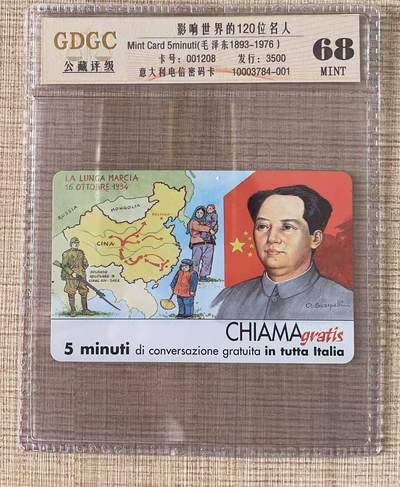 GDGC
公藏评级
影响世界的120位名人
Mint Card 5minuti(毛泽东1893-1976)
卡号：001208 发行：3500
意大利电信密码卡 10003784-001
68
MINT
LA LUNGA MARCIA
16 OTTOBRE 1934
RUSSIA
MONGOLIA
CINA
CHIAMAgratis
5 minuti di conversazione gratuita in tutta Italia